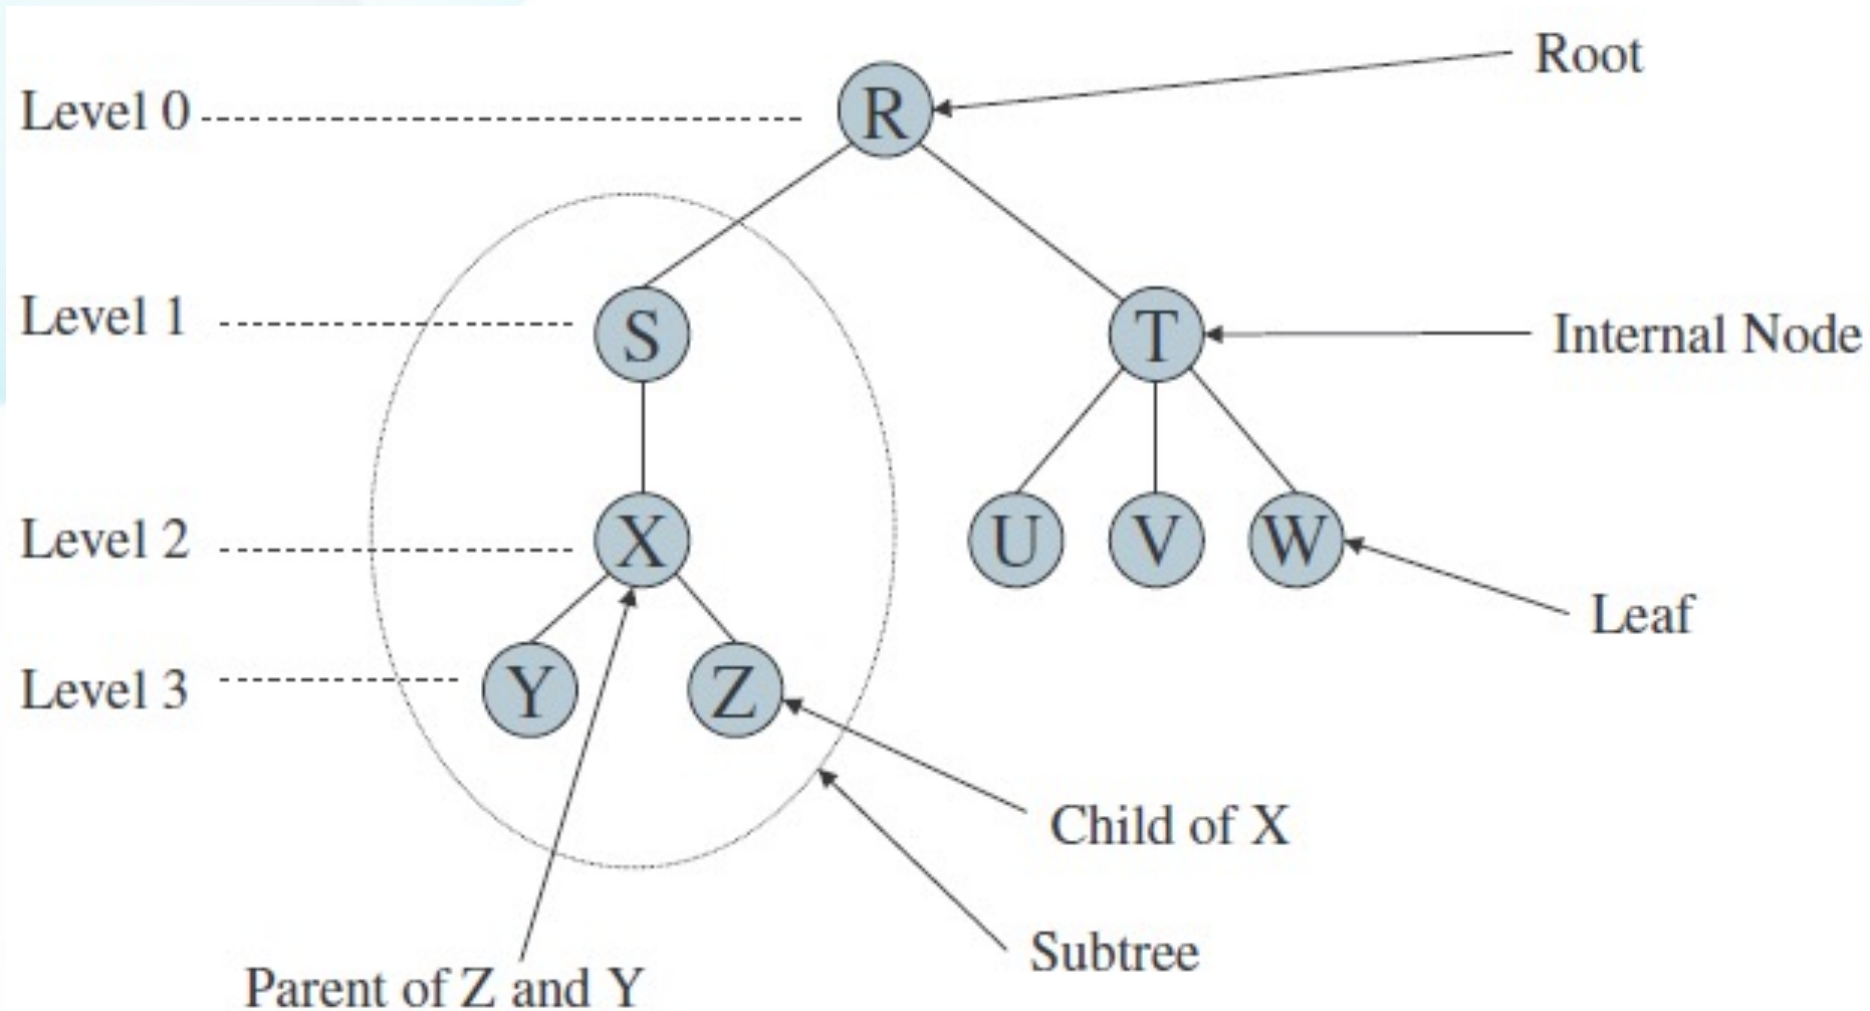 Root
Level 0
R
Level 1
S
T
Internal Node
Level 2
X
U
V
W
Leaf
Level 3
Y
Z
Child of X
Subtree
Parent of Z and Y